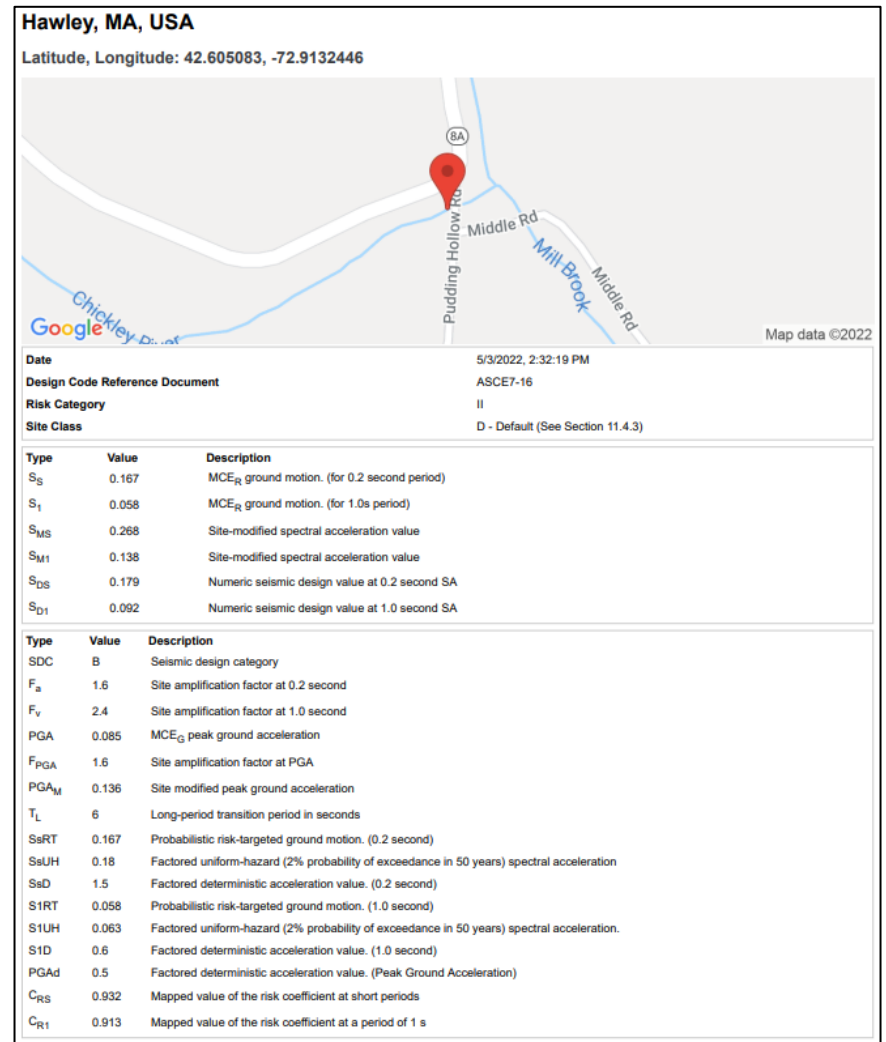 Hawley, MA, USA
Latitude, Longitude: 42.605083, -72.9132446
8A
Pudding Hollow Rd
Middle Rd
Mill Brook
Middle Rd
Chickley River
Google
Map data ©2022
Date 5/3/2022, 2:32:19 PM
Design Code Reference Document ASCE7-16
Risk Category II
Site Class D - Default (See Section 11.4.3)
Type Value Description
SS 0.167 MCER ground motion. (for 0.2 second period)
S1 0.058 MCER ground motion. (for 1.0s period)
SMS 0.268 Site-modified spectral acceleration value
SM1 0.138 Site-modified spectral acceleration value
SDS 0.179 Numeric seismic design value at 0.2 second SA
SD1 0.092 Numeric seismic design value at 1.0 second SA
Type Value Description
SDC B Seismic design category
Fa 1.6 Site amplification factor at 0.2 second
Fv 2.4 Site amplification factor at 1.0 second
PGA 0.085 MCEG peak ground acceleration
FPGA 1.6 Site amplification factor at PGA
PGAM 0.136 Site modified peak ground acceleration
TL 6 Long-period transition period in seconds
SsRT 0.167 Probabilistic risk-targeted ground motion. (0.2 second)
SsUH 0.18 Factored uniform-hazard (2% probability of exceedance in 50 years) spectral acceleration
SsD 1.5 Factored deterministic acceleration value. (0.2 second)
S1RT 0.058 Probabilistic risk-targeted ground motion. (1.0 second)
S1UH 0.063 Factored uniform-hazard (2% probability of exceedance in 50 years) spectral acceleration.
S1D 0.6 Factored deterministic acceleration value. (1.0 second)
PGAd 0.5 Factored deterministic acceleration value. (Peak Ground Acceleration)
CRS 0.932 Mapped value of the risk coefficient at short periods
CR1 0.913 Mapped value of the risk coefficient at a period of 1 s